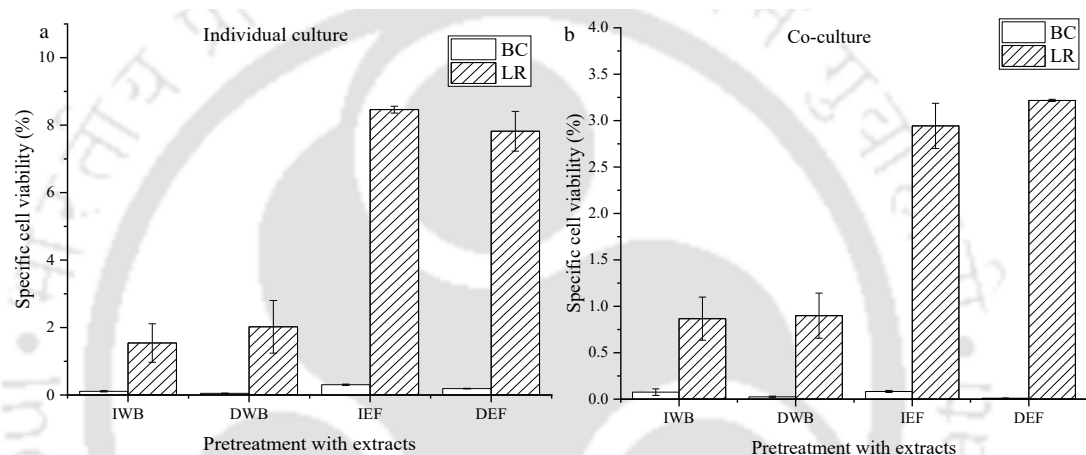 a
Individual culture
BC
LR
Specific cell viability (%)
10
8
6
4
2
0
IWB DWB IEF DEF
Pretreatment with extracts
b
Co-culture
BC
LR
Specific cell viability (%)
4.0
3.5
3.0
2.5
2.0
1.5
1.0
0.5
0.0
IWB DWB IEF DEF
Pretreatment with extracts